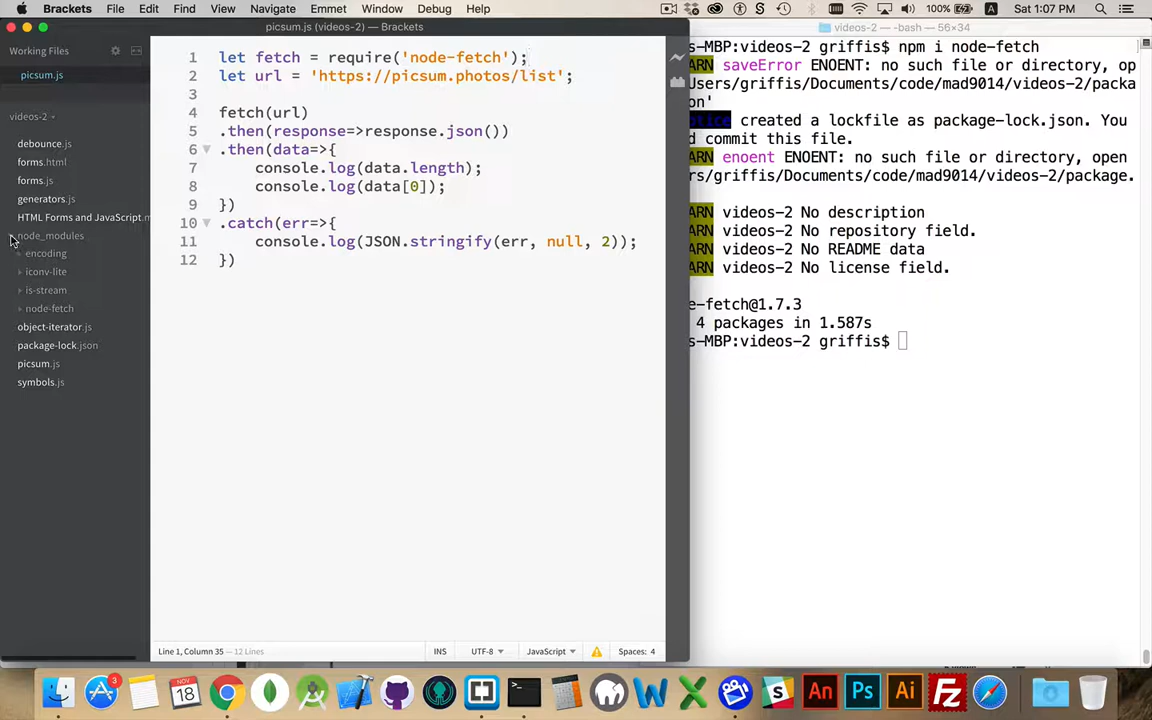 Brackets File Edit Find View Navigate Emmet Window Debug Help 100% A Sat 1:07 PM
picsum.js (videos-2) — Brackets
videos-2 — -bash — 56×34
Working Files
picsum.js
videos-2
debounce.js
forms.html
forms.js
generators.js
HTML Forms and JavaScript.m
node_modules
encoding
iconv-lite
is-stream
node-fetch
object-iterator.js
package-lock.json
picsum.js
symbols.js
1 let fetch = require('node-fetch');
2 let url = 'https://picsum.photos/list';
3
4 fetch(url)
5 .then(response=>response.json())
6 .then(data=>{
7 console.log(data.length);
8 console.log(data[0]);
9 })
10 .catch(err=>{
11 console.log(JSON.stringify(err, null, 2));
12 })
Line 1, Column 35 — 12 Lines
INS UTF-8 JavaScript Spaces: 4
s-MBP:videos-2 griffis$ npm i node-fetch
ARN saveError ENOENT: no such file or directory, op
Users/griffis/Documents/code/mad9014/videos-2/packa
on'
otice created a lockfile as package-lock.json. You
d commit this file.
ARN enoent ENOENT: no such file or directory, open
rs/griffis/Documents/code/mad9014/videos-2/package.
ARN videos-2 No description
ARN videos-2 No repository field.
ARN videos-2 No README data
ARN videos-2 No license field.
e-fetch@1.7.3
4 packages in 1.587s
s-MBP:videos-2 griffis$
3
NOV
18
An
Ps
Ai
Fz